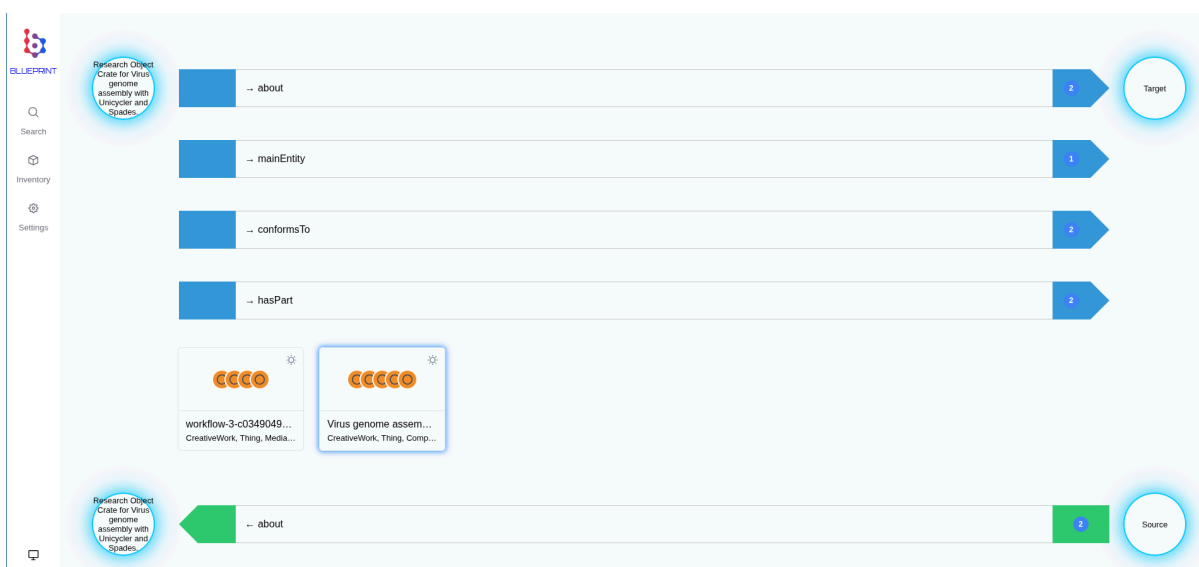 BLUEPRINT
Search
Inventory
Settings
Research Object
Crate for Virus
genome
assembly with
Unicycler and
Spades.
→ about
2
Target
→ mainEntity
1
→ conformsTo
2
→ hasPart
2
CCCO
workflow-3-c0349049...
CreativeWork, Thing, Media...
CCCCO
Virus genome assem...
CreativeWork, Thing, Comp...
Research Object
Crate for Virus
genome
assembly with
Unicycler and
Spades.
← about
2
Source